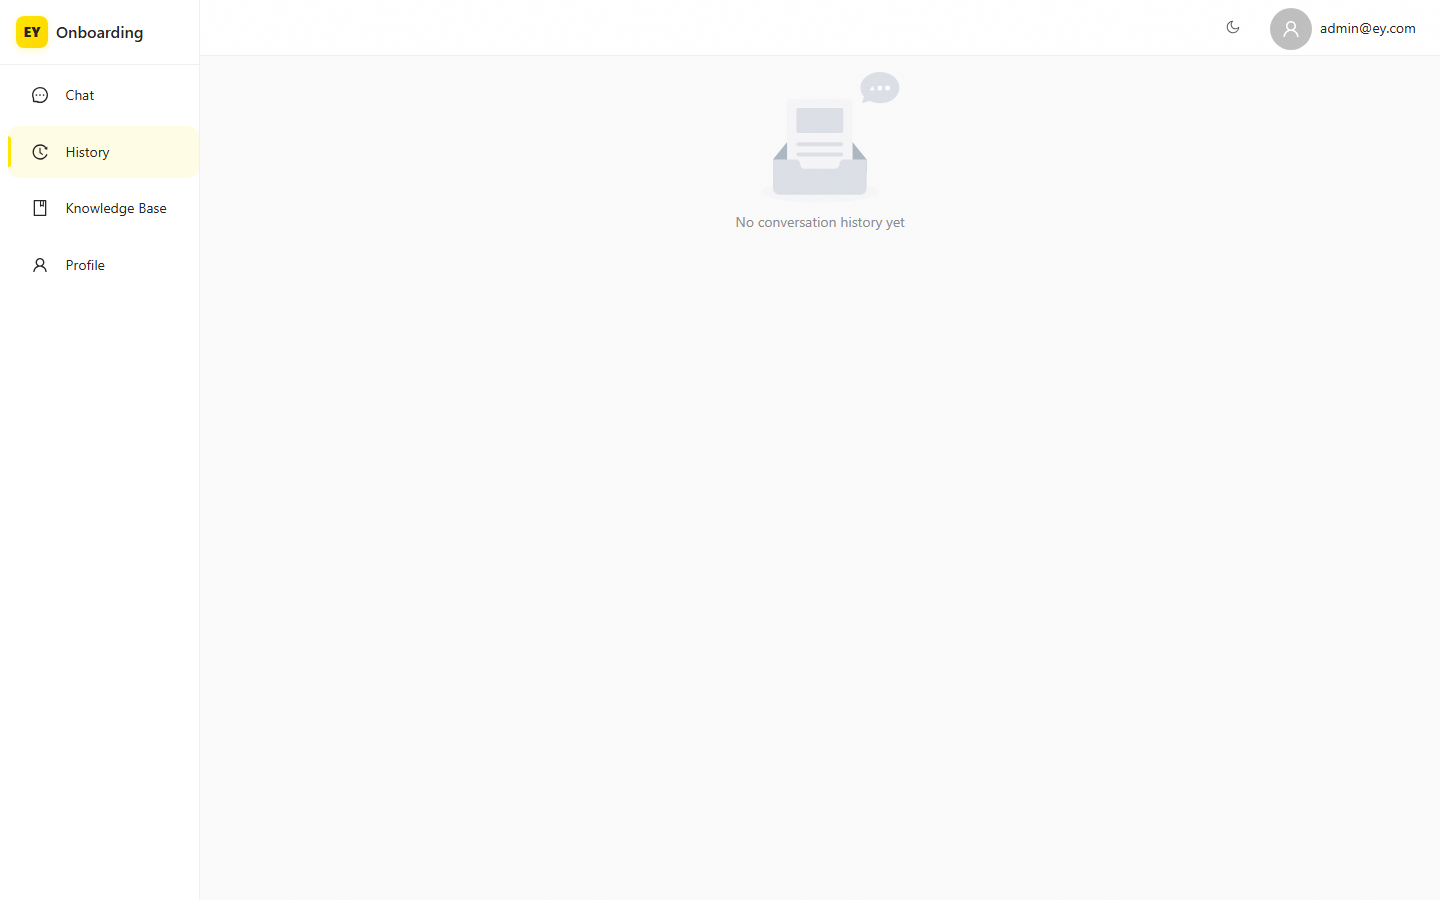 EY Onboarding
admin@ey.com
Chat
History
Knowledge Base
Profile
No conversation history yet